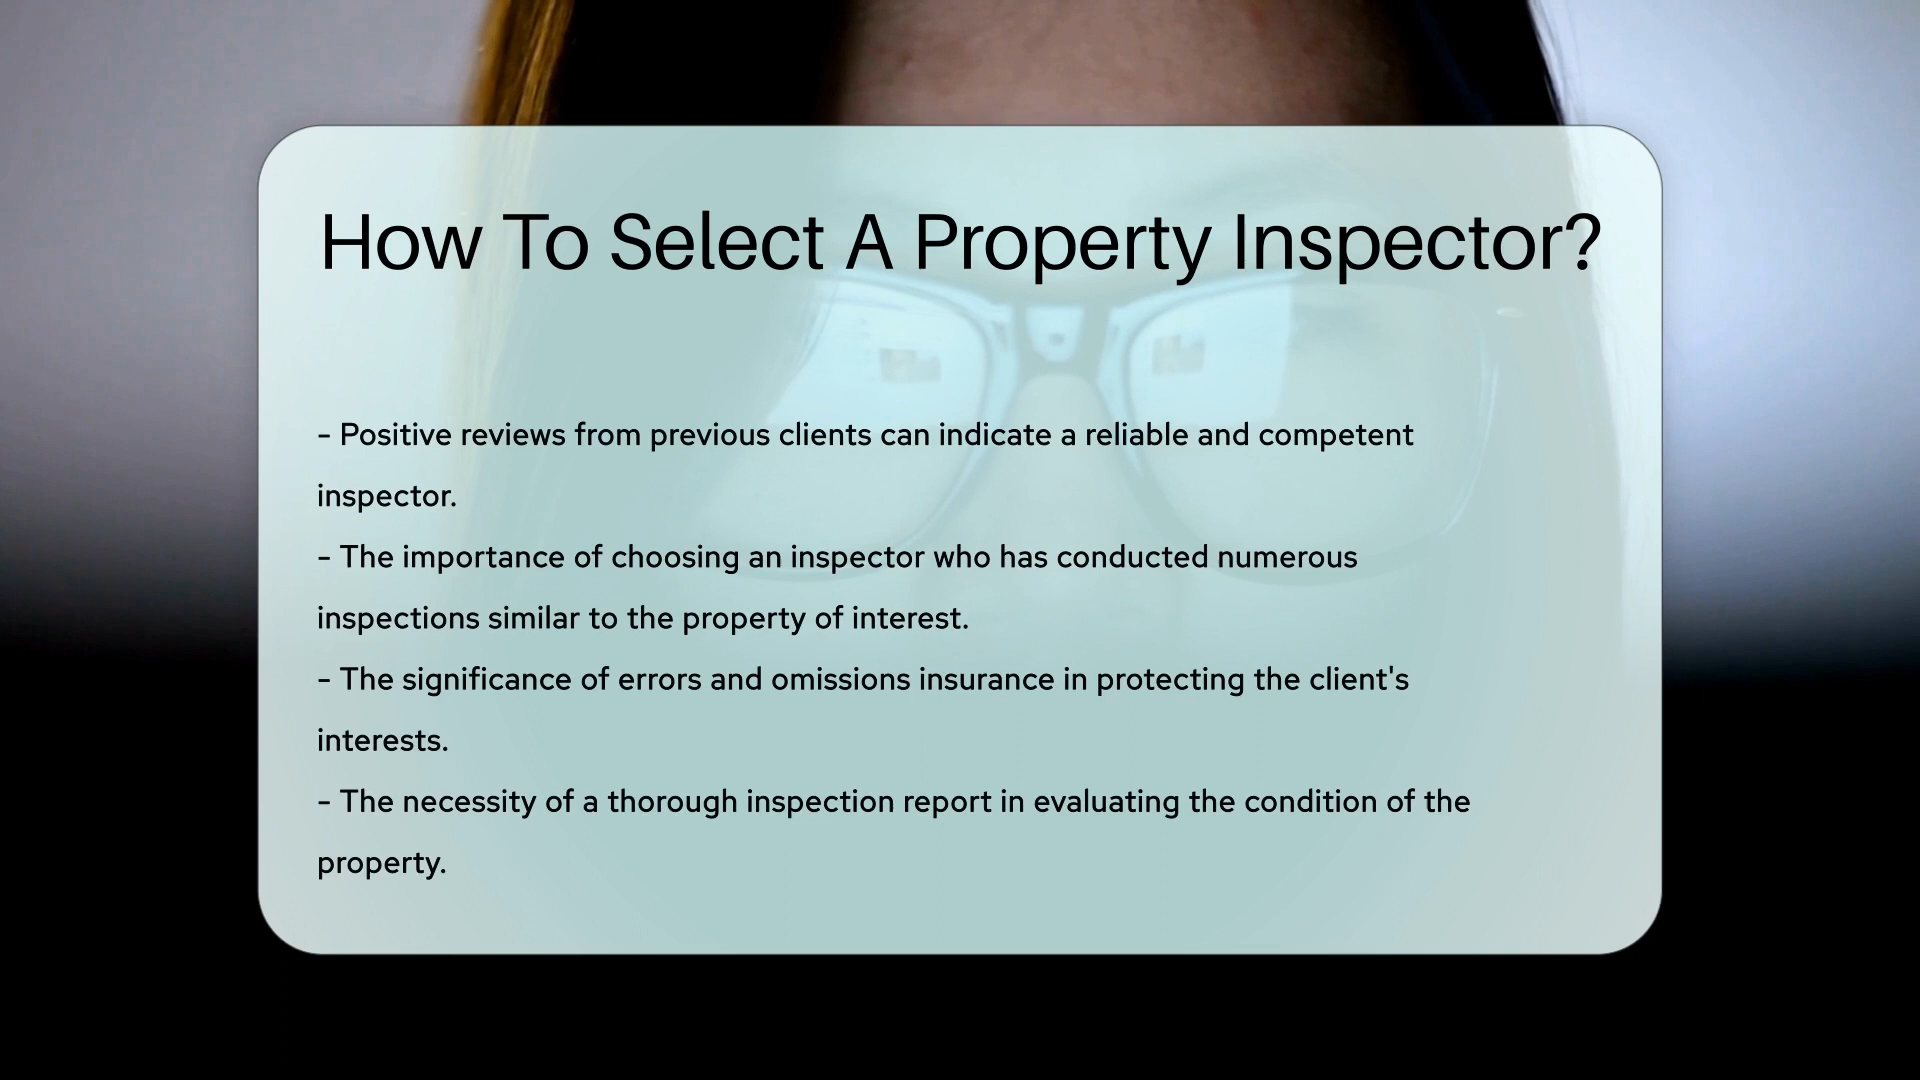 How To Select A Property Inspector?
- Positive reviews from previous clients can indicate a reliable and competent
inspector.
- The importance of choosing an inspector who has conducted numerous
inspections similar to the property of interest.
- The significance of errors and omissions insurance in protecting the client's
interests.
- The necessity of a thorough inspection report in evaluating the condition of the
property.